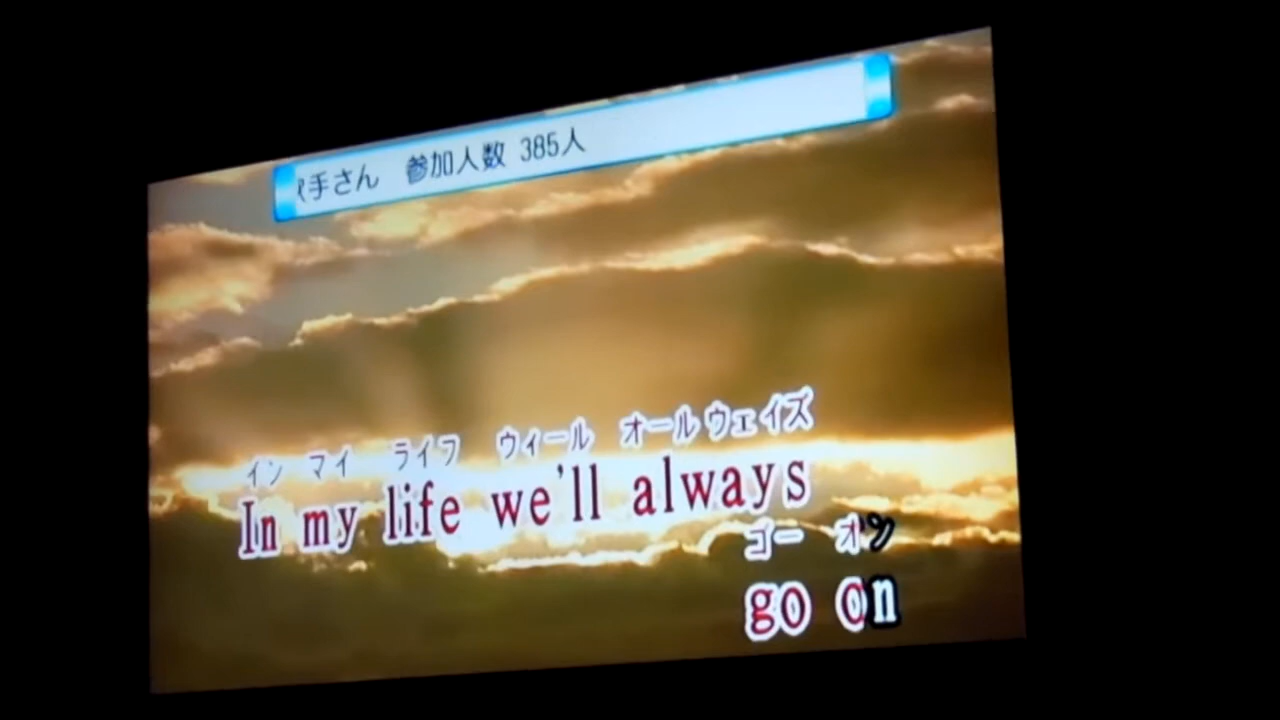 手さん 参加人数 385人
イン マイ ライフ ウィール オールウェイズ
In my life we'll always
ゴー オン
go on